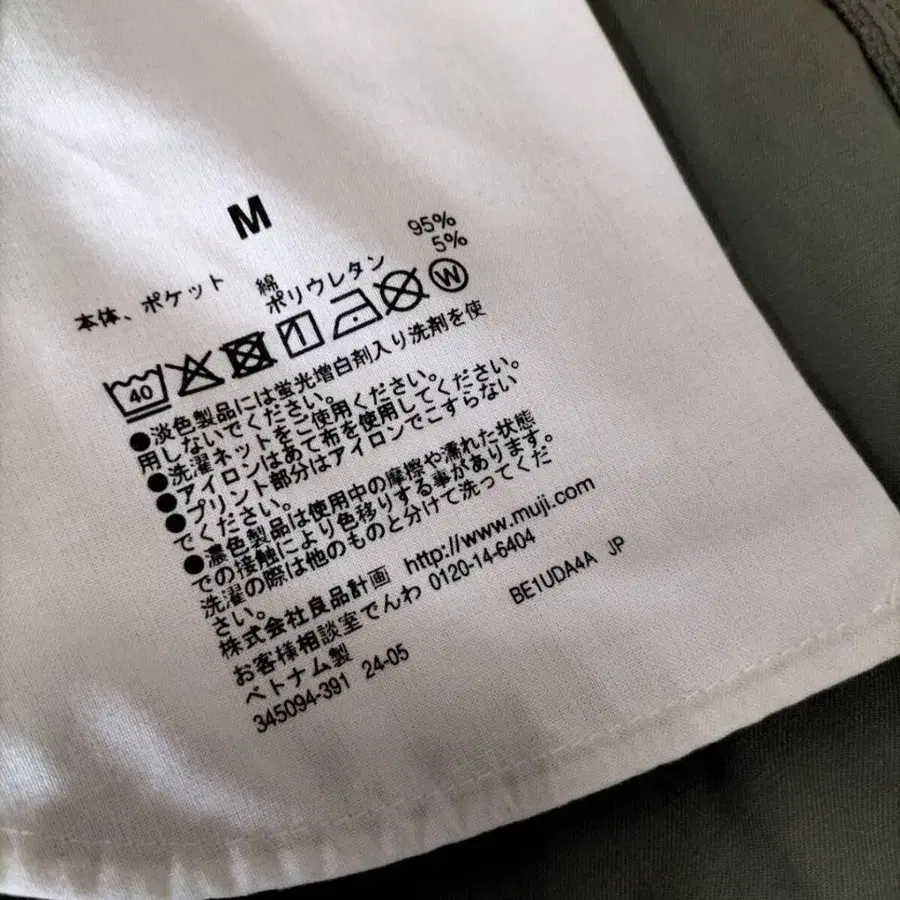 M
本体、ポケット 綿 95%
ポリウレタン 5%
40 W
●淡色製品には蛍光増白剤入り洗剤を使
用しないでください。
●洗濯ネットをご使用ください。
●アイロンはあて布を使用してください。
●プリント部分はアイロンでこすらない
でください。
●濃色製品は使用中の摩擦や濡れた状態
での接触により色移りする事があります。
洗濯の際は他のものと分けて洗ってくだ
さい。
株式会社良品計画 http://www.muji.com
お客様相談室でんわ 0120-14-6404
ベトナム製 BE1UDA4A JP
345094-391 24-05